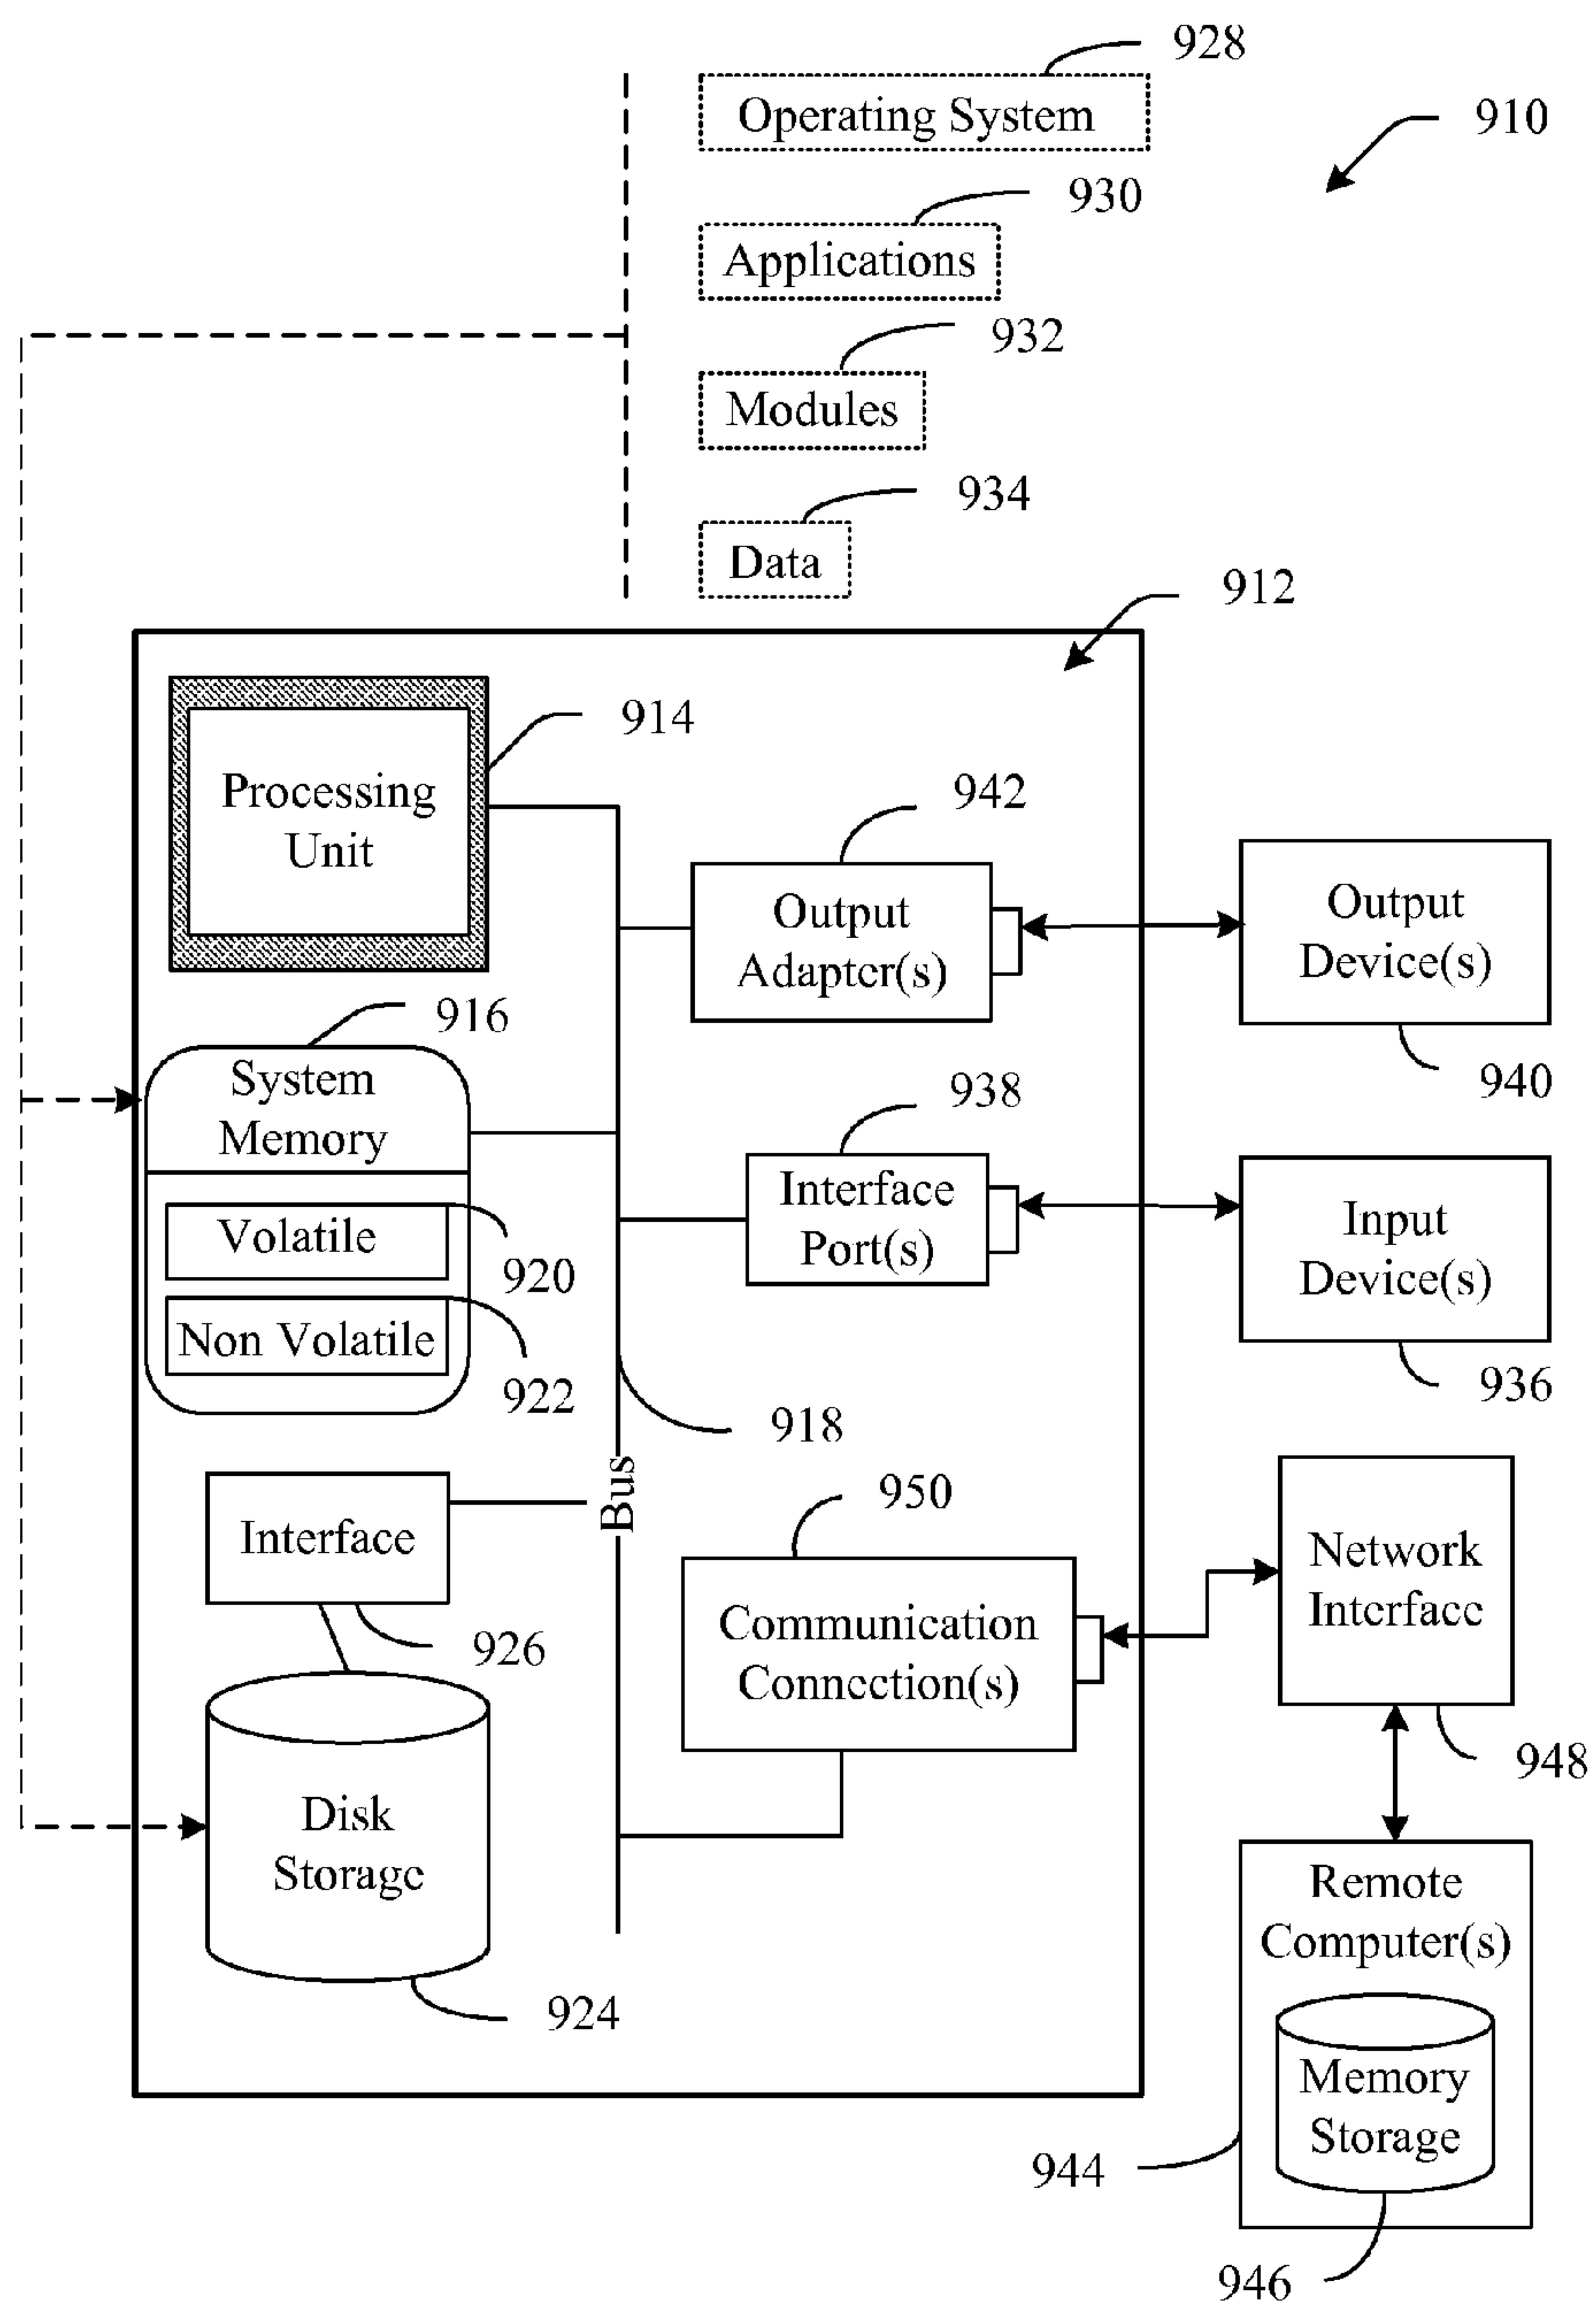 928
Operating System
910
930
Applications
932
Modules
934
Data
912
914
Processing
Unit
942
Output
Adapter(s)
Output
Device(s)
940
916
System
Memory
938
Interface
Port(s)
Input
Device(s)
936
Volatile
920
Non Volatile
922
918
Bus
950
Interface
926
Communication
Connection(s)
Network
Interface
948
Disk
Storage
924
Remote
Computer(s)
Memory
Storage
944
946